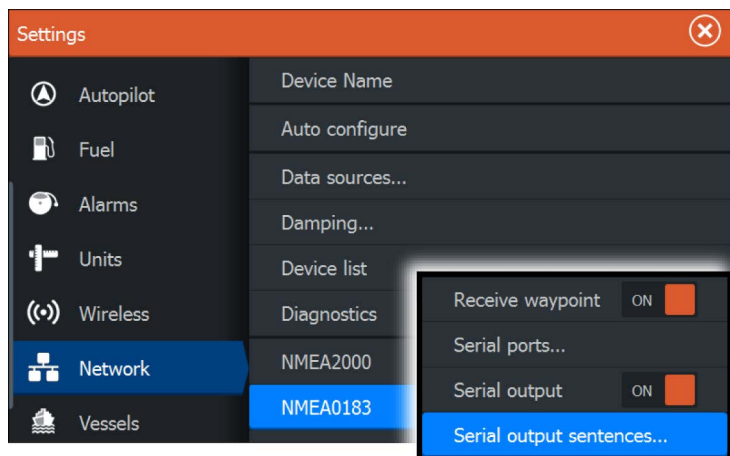 Settings
Autopilot
Fuel
Alarms
Units
Wireless
Network
Vessels
Device Name
Auto configure
Data sources...
Damping...
Device list
Diagnostics
NMEA2000
NMEA0183
Receive waypoint ON
Serial ports...
Serial output ON
Serial output sentences...